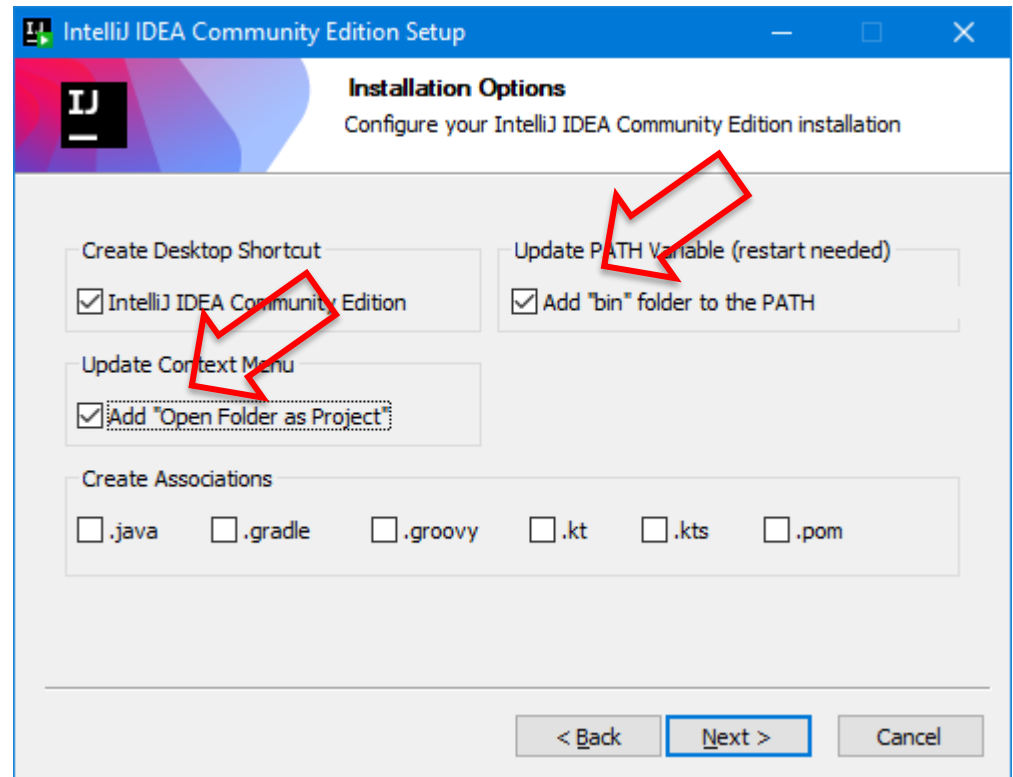 IntelliJ IDEA Community Edition Setup
IJ
Installation Options
Configure your IntelliJ IDEA Community Edition installation
Create Desktop Shortcut
IntelliJ IDEA Community Edition
Update PATH Variable (restart needed)
Add "bin" folder to the PATH
Update Context Menu
Add "Open Folder as Project"
Create Associations
.java .gradle .groovy .kt .kts .pom
< Back Next > Cancel